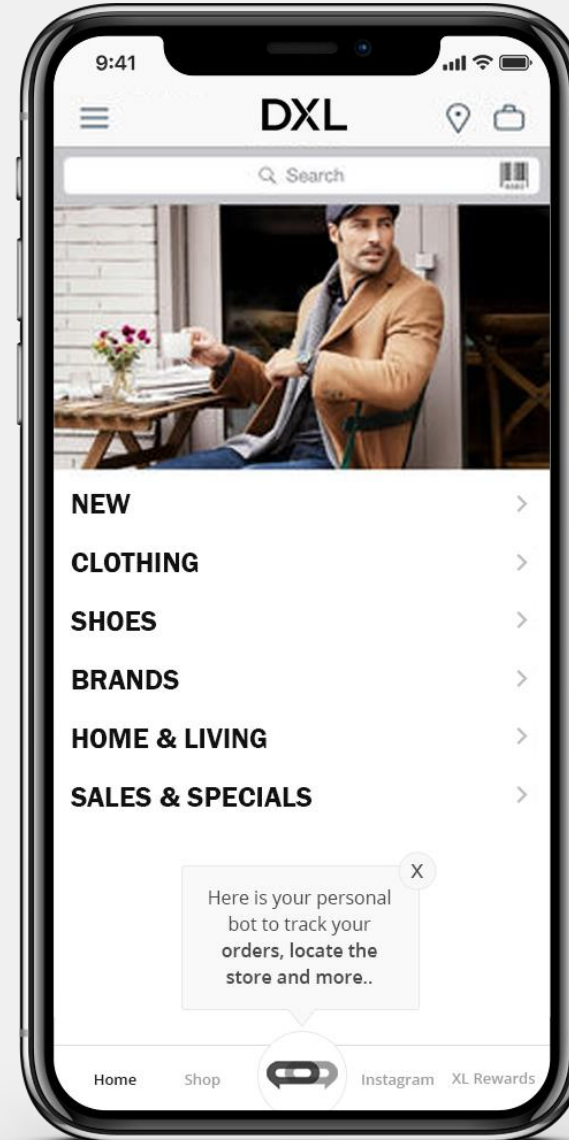 9:41
DXL
Search
NEW
CLOTHING
SHOES
BRANDS
HOME & LIVING
SALES & SPECIALS
X
Here is your personal
bot to track your
orders, locate the
store and more..
Home Shop Instagram XL Rewards